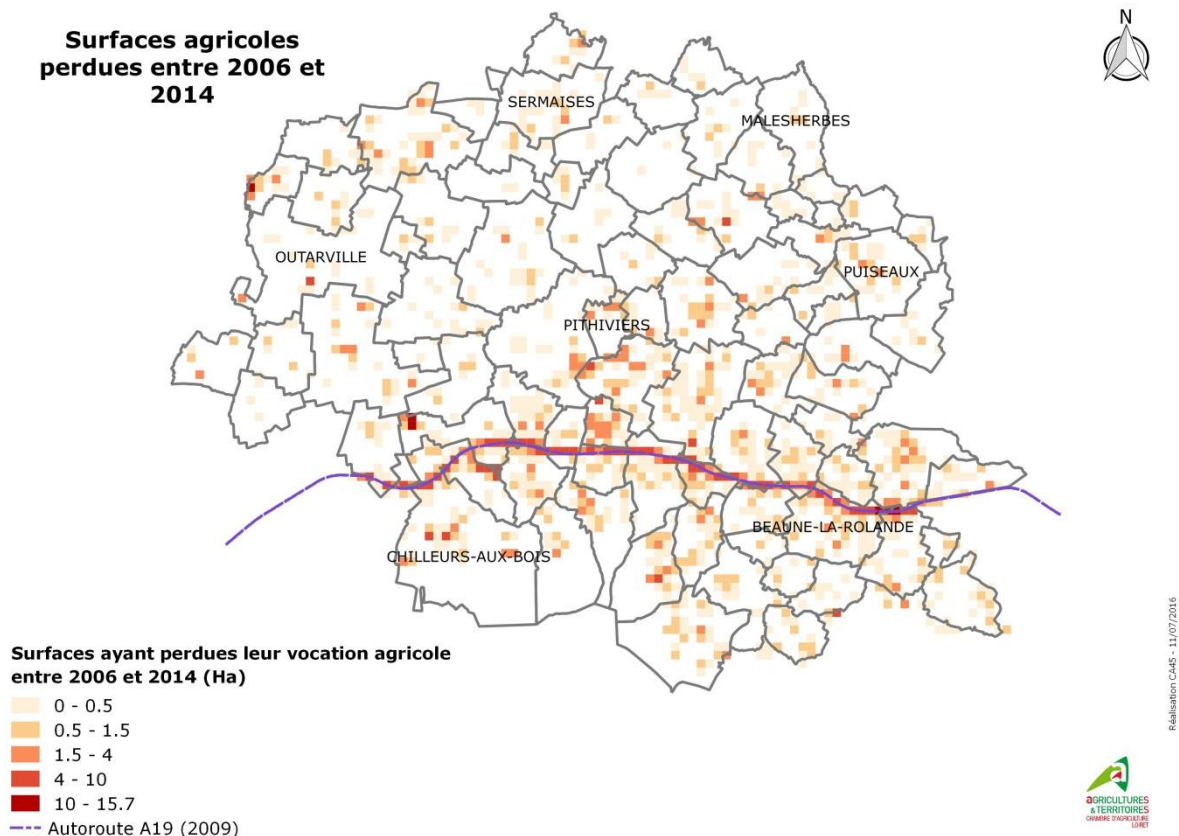 Surfaces agricoles
perdues entre 2006 et
2014
N
SERMAISES
MALESHERBES
OUTARVILLE
PUISEAUX
PITHIVIERS
BEAUNE-LA-ROLANDE
CHILLEURS-AUX-BOIS
Surfaces ayant perdues leur vocation agricole
entre 2006 et 2014 (Ha)
0 - 0.5
0.5 - 1.5
1.5 - 4
4 - 10
10 - 15.7
Autoroute A19 (2009)
Réalisation CA45 - 11/07/2016
agRICULTURES
& TERRITOIRES
CHAMBRE D'AGRICULTURE
LOIRET